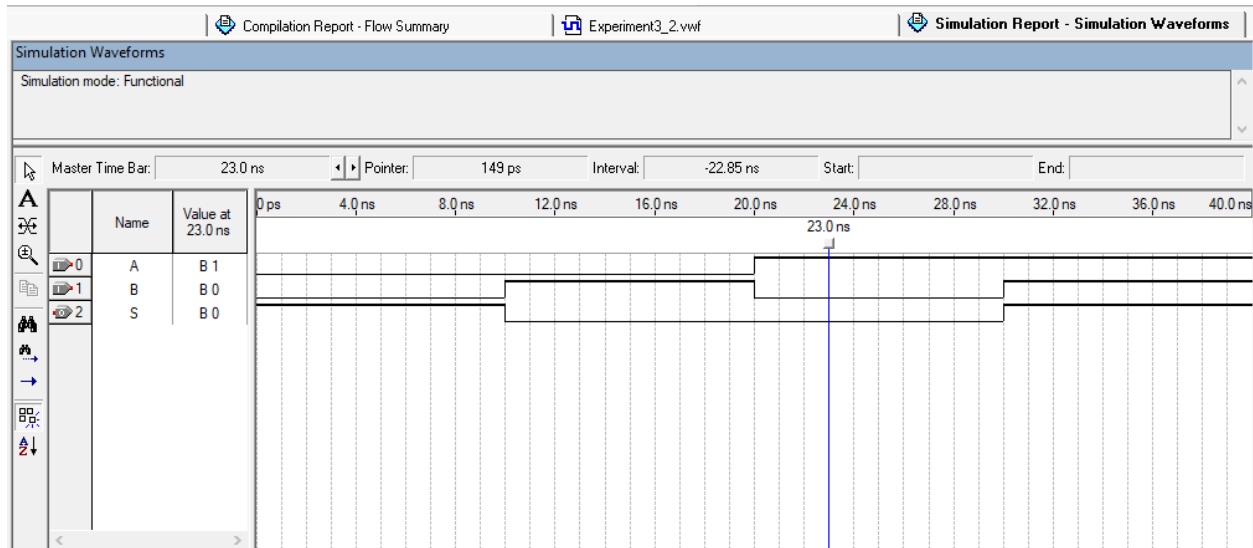 Compilation Report - Flow Summary
Experiment3_2.vwf
Simulation Report - Simulation Waveforms
Simulation Waveforms
Simulation mode: Functional
Master Time Bar: 23.0 ns Pointer: 149 ps Interval: -22.85 ns Start: End:
Name Value at 23.0 ns 0 ps 4.0 ns 8.0 ns 12.0 ns 16.0 ns 20.0 ns 24.0 ns 28.0 ns 32.0 ns 36.0 ns 40.0 ns
23.0 ns
0 A B 1
1 B B 0
2 S B 0